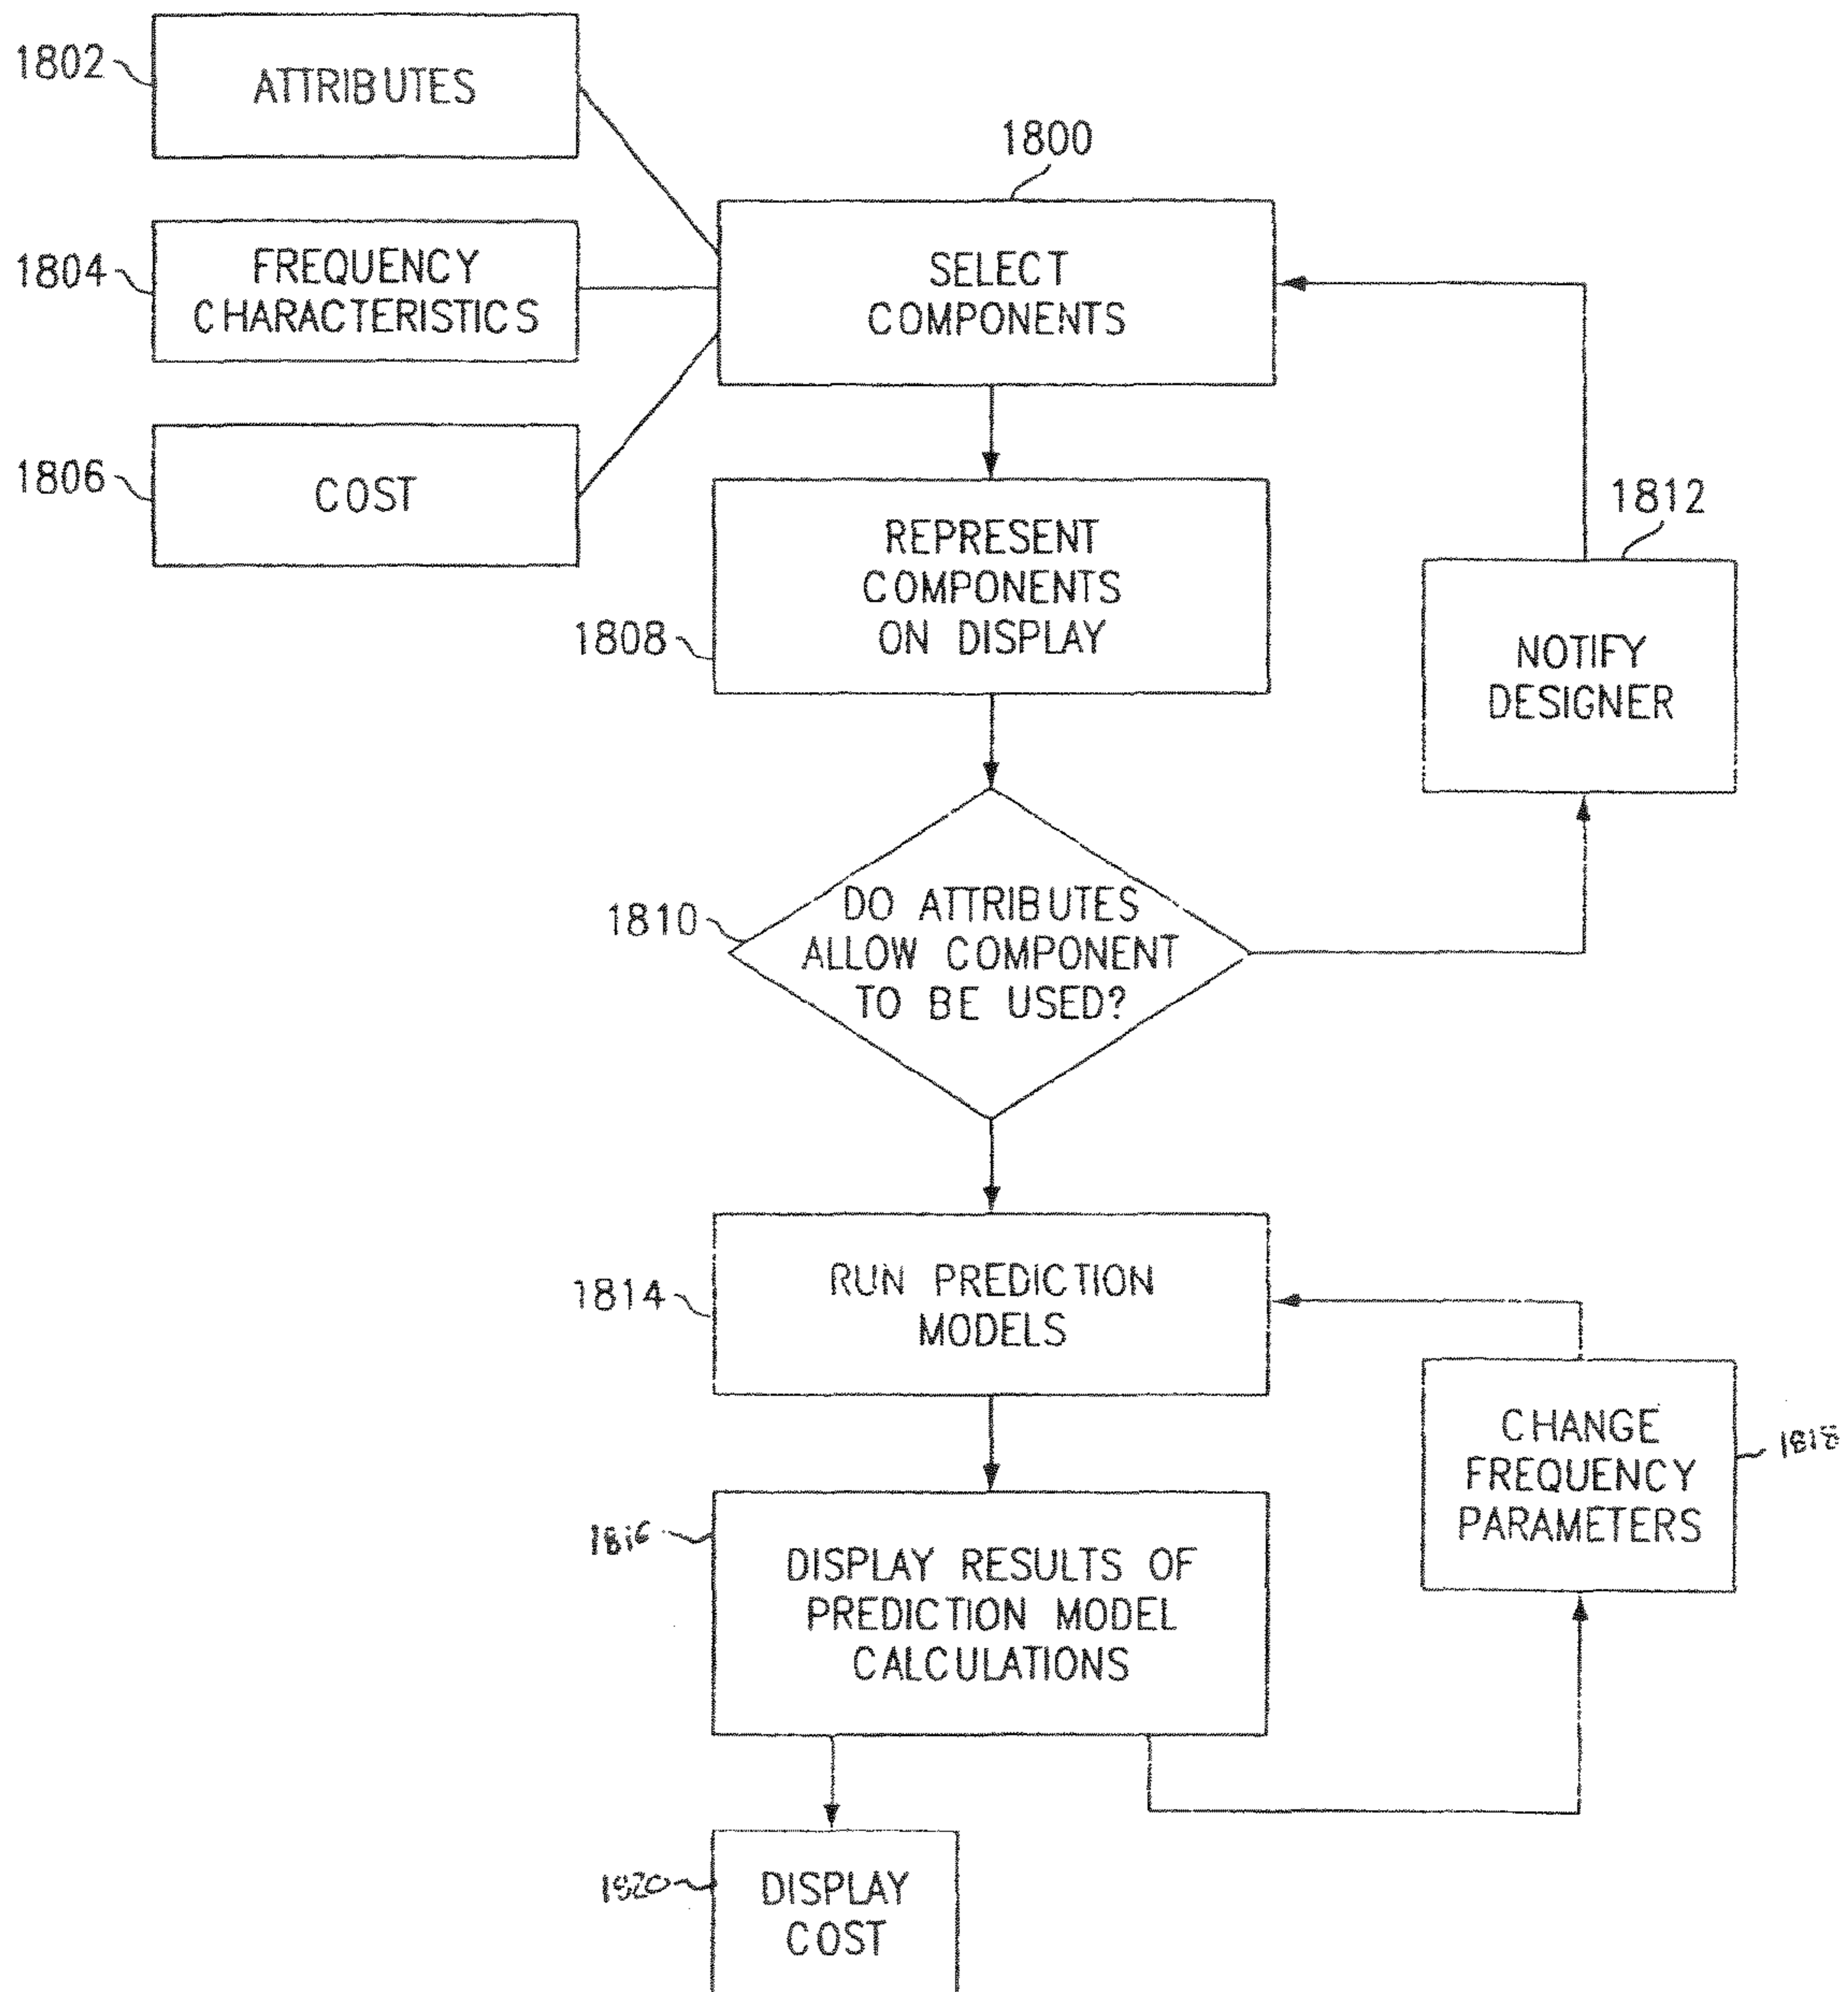 1802
ATTRIBUTES
1800
1804
FREQUENCY
CHARACTERISTICS
SELECT
COMPONENTS
1806
COST
REPRESENT
COMPONENTS
ON DISPLAY
1808
1812
NOTIFY
DESIGNER
1810
DO ATTRIBUTES
ALLOW COMPONENT
TO BE USED?
1814
RUN PREDICTION
MODELS
CHANGE
FREQUENCY
PARAMETERS
1818
1816
DISPLAY RESULTS OF
PREDICTION MODEL
CALCULATIONS
1820
DISPLAY
COST